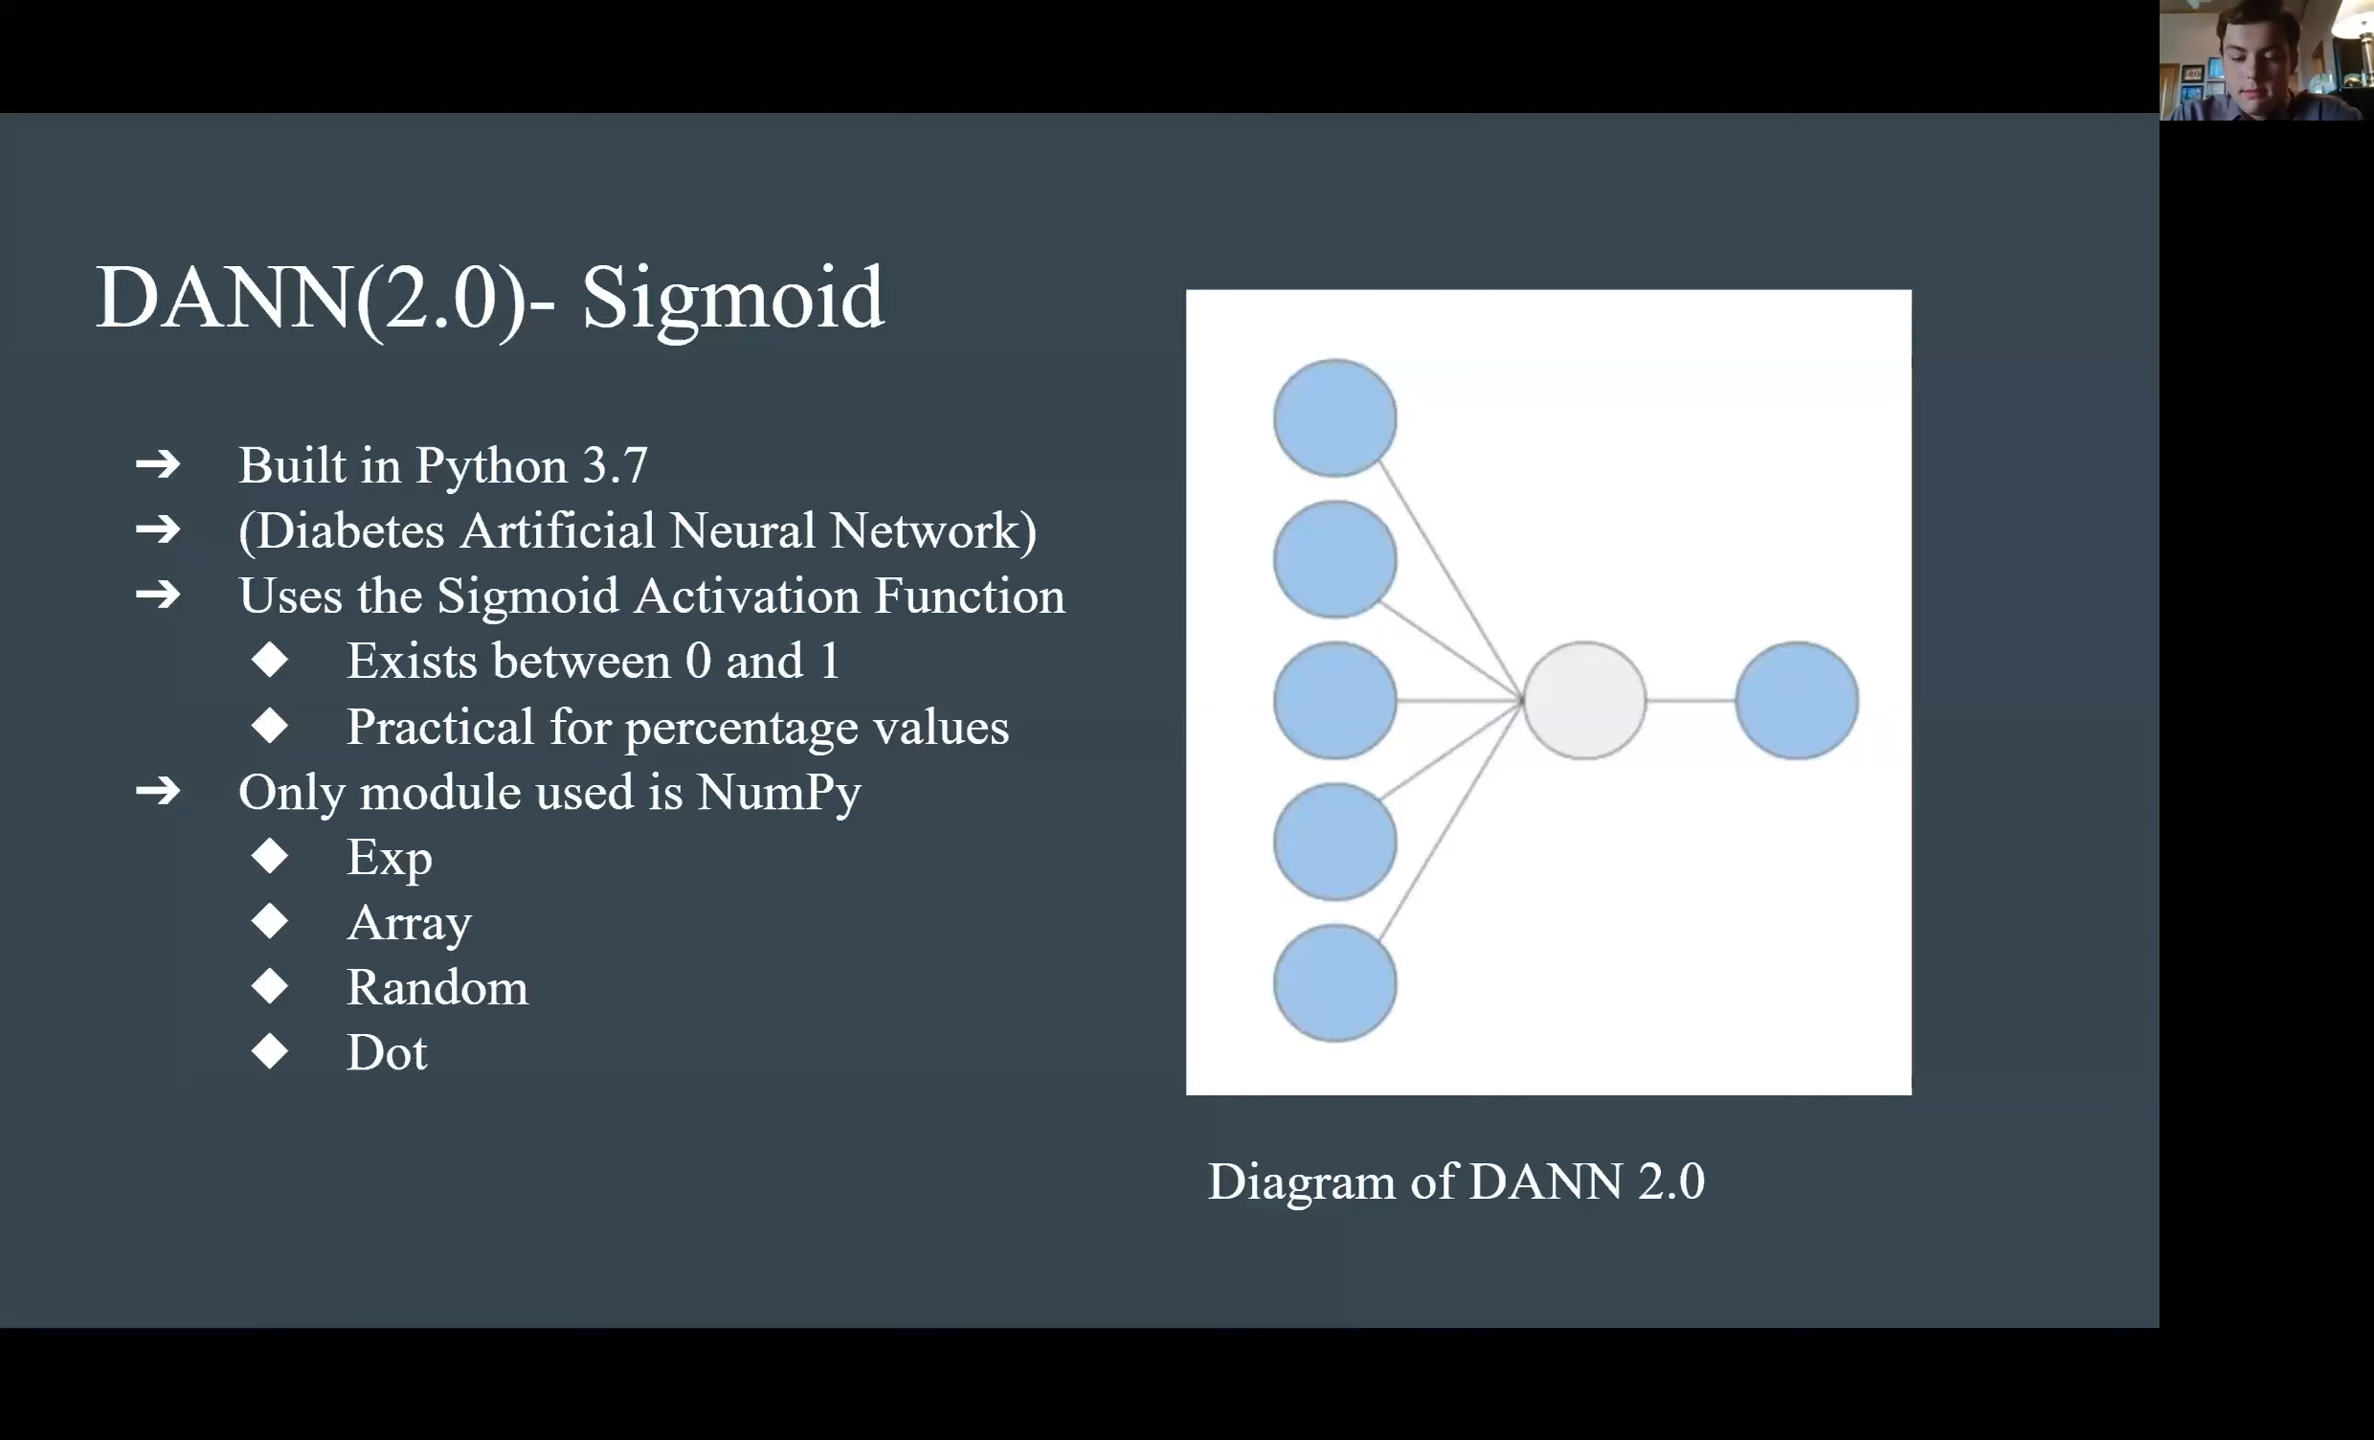 DANN(2.0)- Sigmoid
➔ Built in Python 3.7
➔ (Diabetes Artificial Neural Network)
➔ Uses the Sigmoid Activation Function
◆ Exists between 0 and 1
◆ Practical for percentage values
➔ Only module used is NumPy
◆ Exp
◆ Array
◆ Random
◆ Dot
Diagram of DANN 2.0